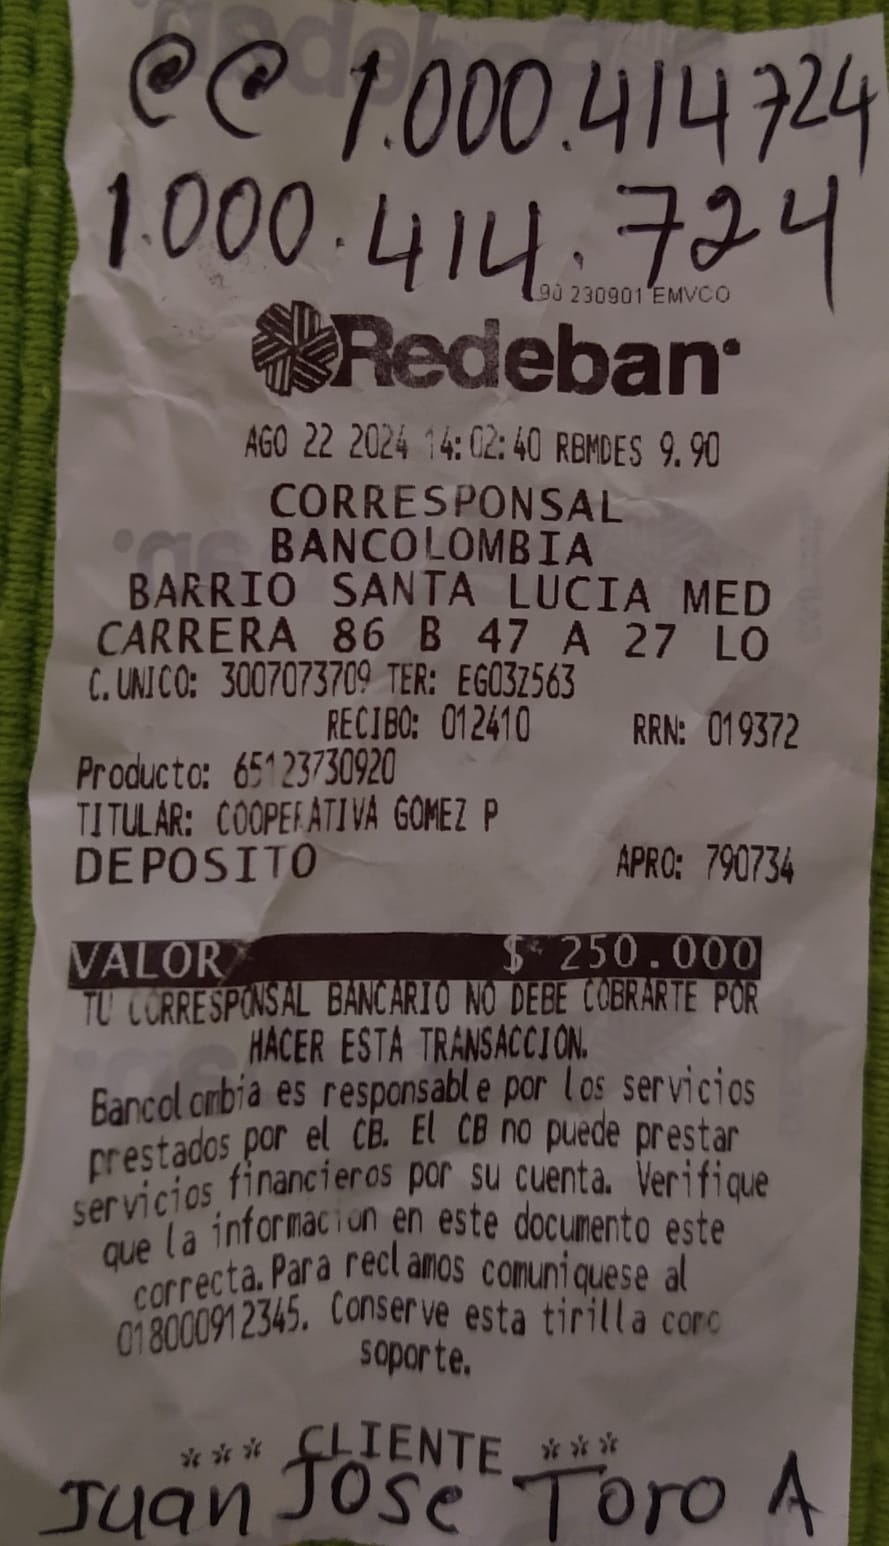 CC 1.000.414724
1.000.414.724
90 230901 EMVCO
Redeban
AGO 22 2024 14:02:40 RBMDES 9.90
CORRESPONSAL
BANCOLOMBIA
BARRIO SANTA LUCIA MED
CARRERA 86 B 47 A 27 LO
C. UNICO: 3007073709 TER: EG03Z563
RECIBO: 012410 RRN: 019372
Producto: 65123730920
TITULAR: COOPERATIVA GOMEZ P
DEPOSITO APRO: 790734
VALOR $ 250.000
TU CORRESPONSAL BANCARIO NO DEBE COBRARTE POR
HACER ESTA TRANSACCION.
Bancolombia es responsable por los servicios
prestados por el CB. El CB no puede prestar
servicios financieros por su cuenta. Verifique
que la informacion en este documento este
correcta. Para reclamos comuniquese al
018000912345. Conserve esta tirilla como
soporte.
*** CLIENTE ***
Juan Jose Toro A